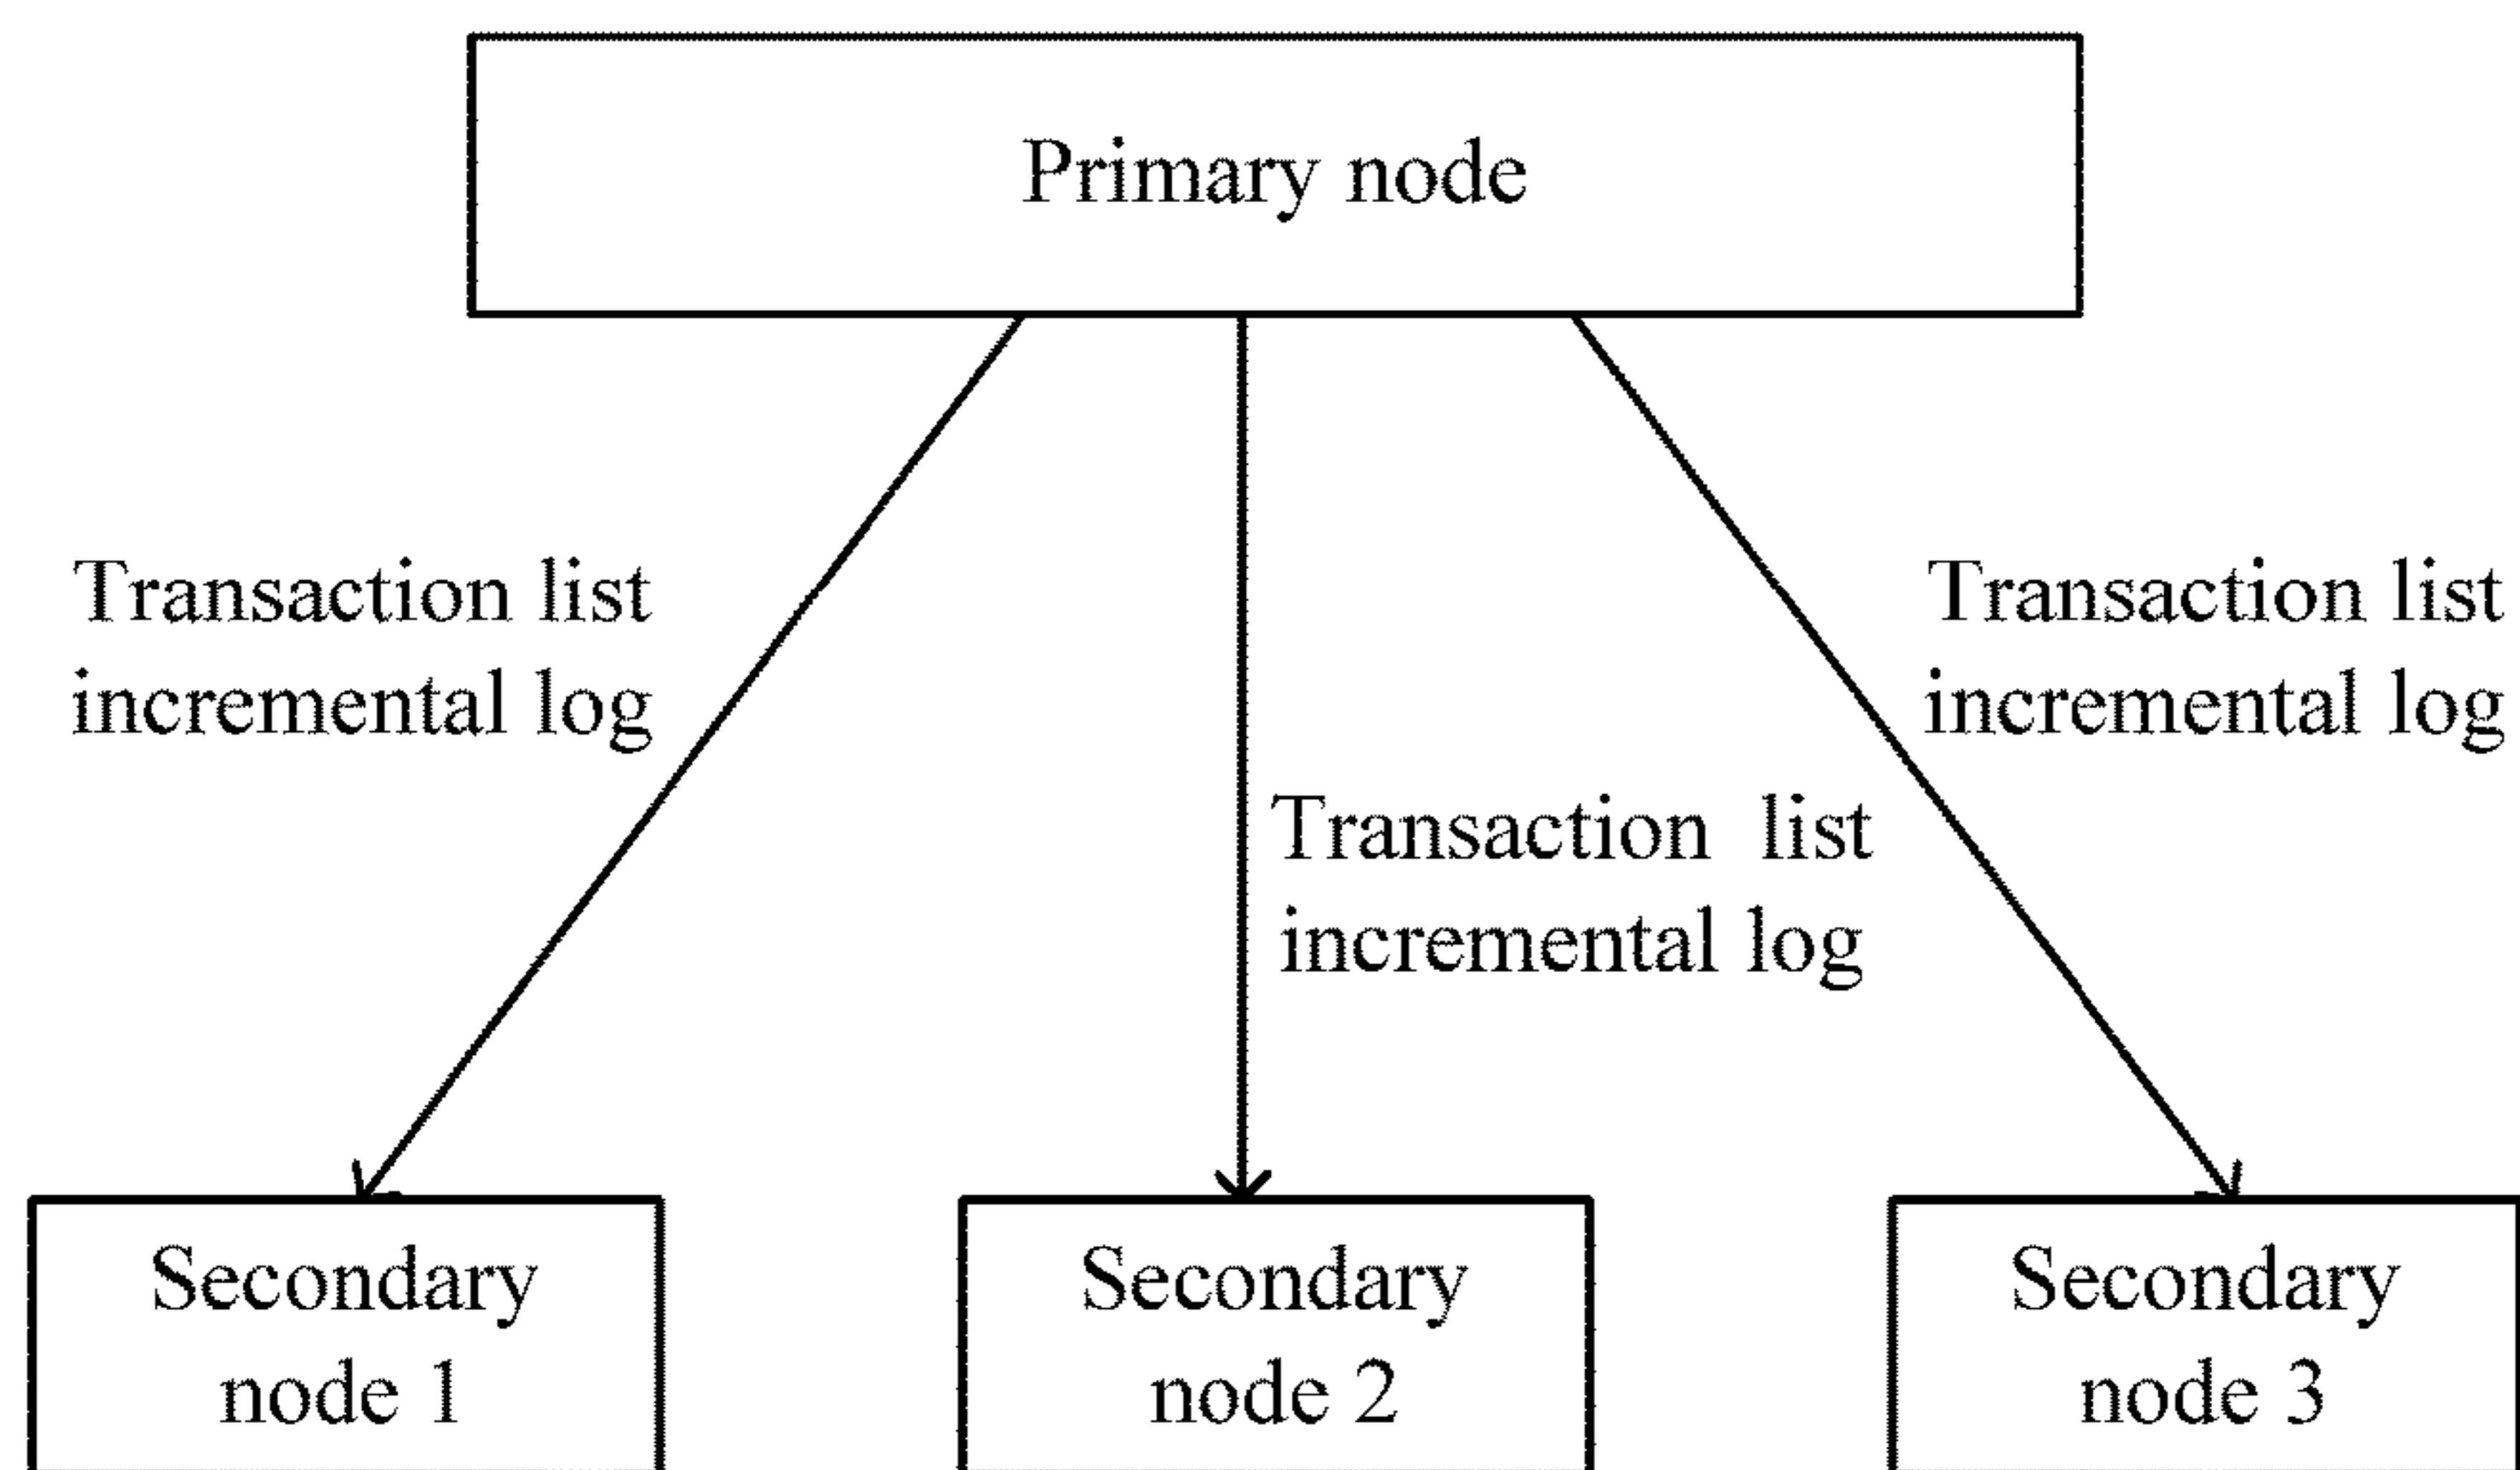 Primary node
Transaction list
incremental log
Transaction list
incremental log
Transaction list
incremental log
Secondary
node 1
Secondary
node 2
Secondary
node 3